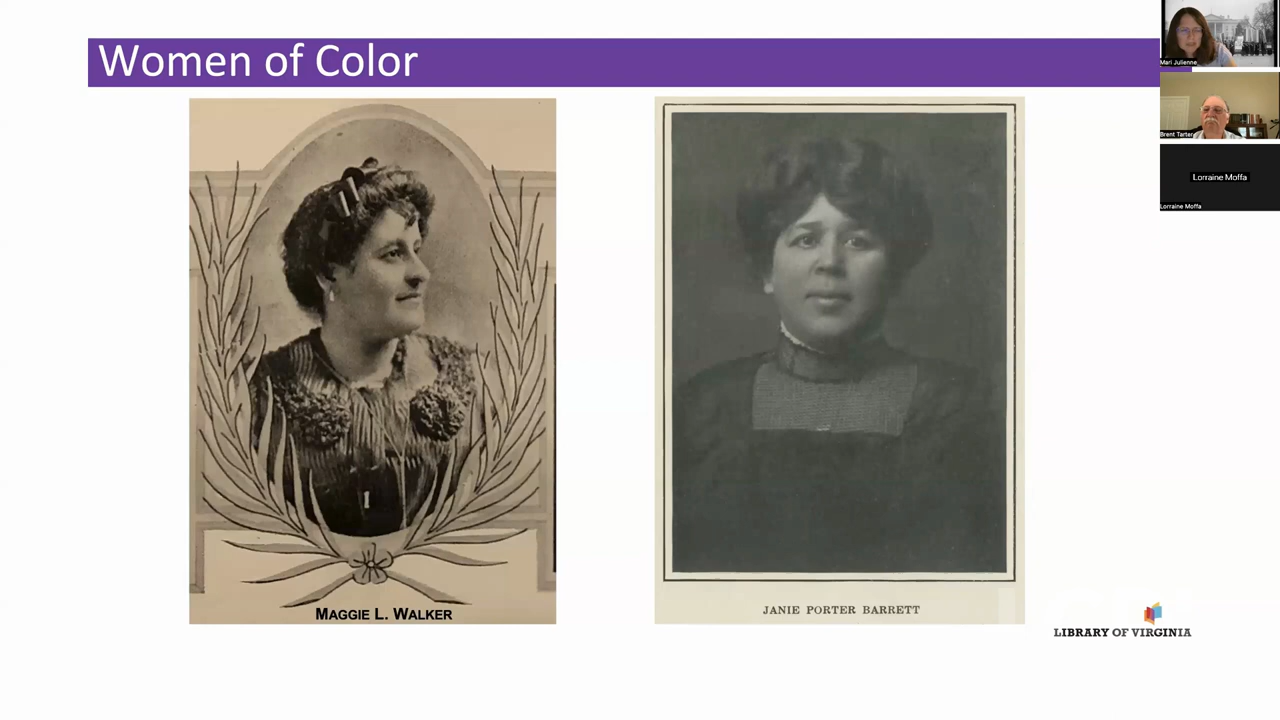 Women of Color
MAGGIE L. WALKER
JANIE PORTER BARRETT
LIBRARY OF VIRGINIA
Mari Julienne
Brent Tarter
Lorraine Moffa
Lorraine Moffa